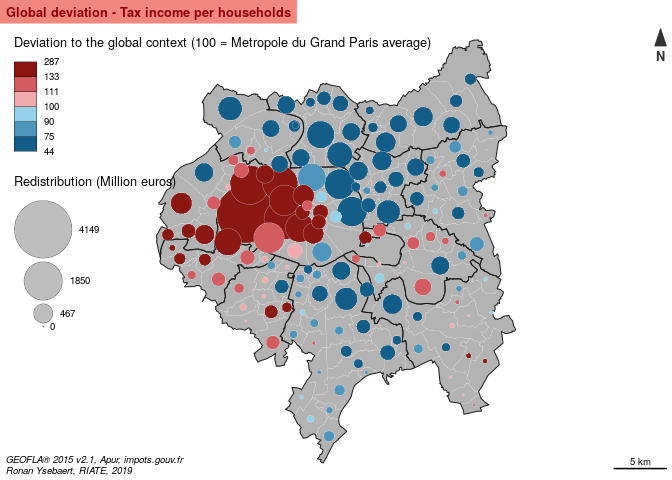 Global deviation - Tax income per households
Deviation to the global context (100 = Metropole du Grand Paris average)
287
133
111
100
90
75
44
N
Redistribution (Million euros)
4149
1850
467
0
GEOFLA® 2015 v2.1, Apur, impots.gouv.fr
Ronan Ysebaert, RIATE, 2019
5 km